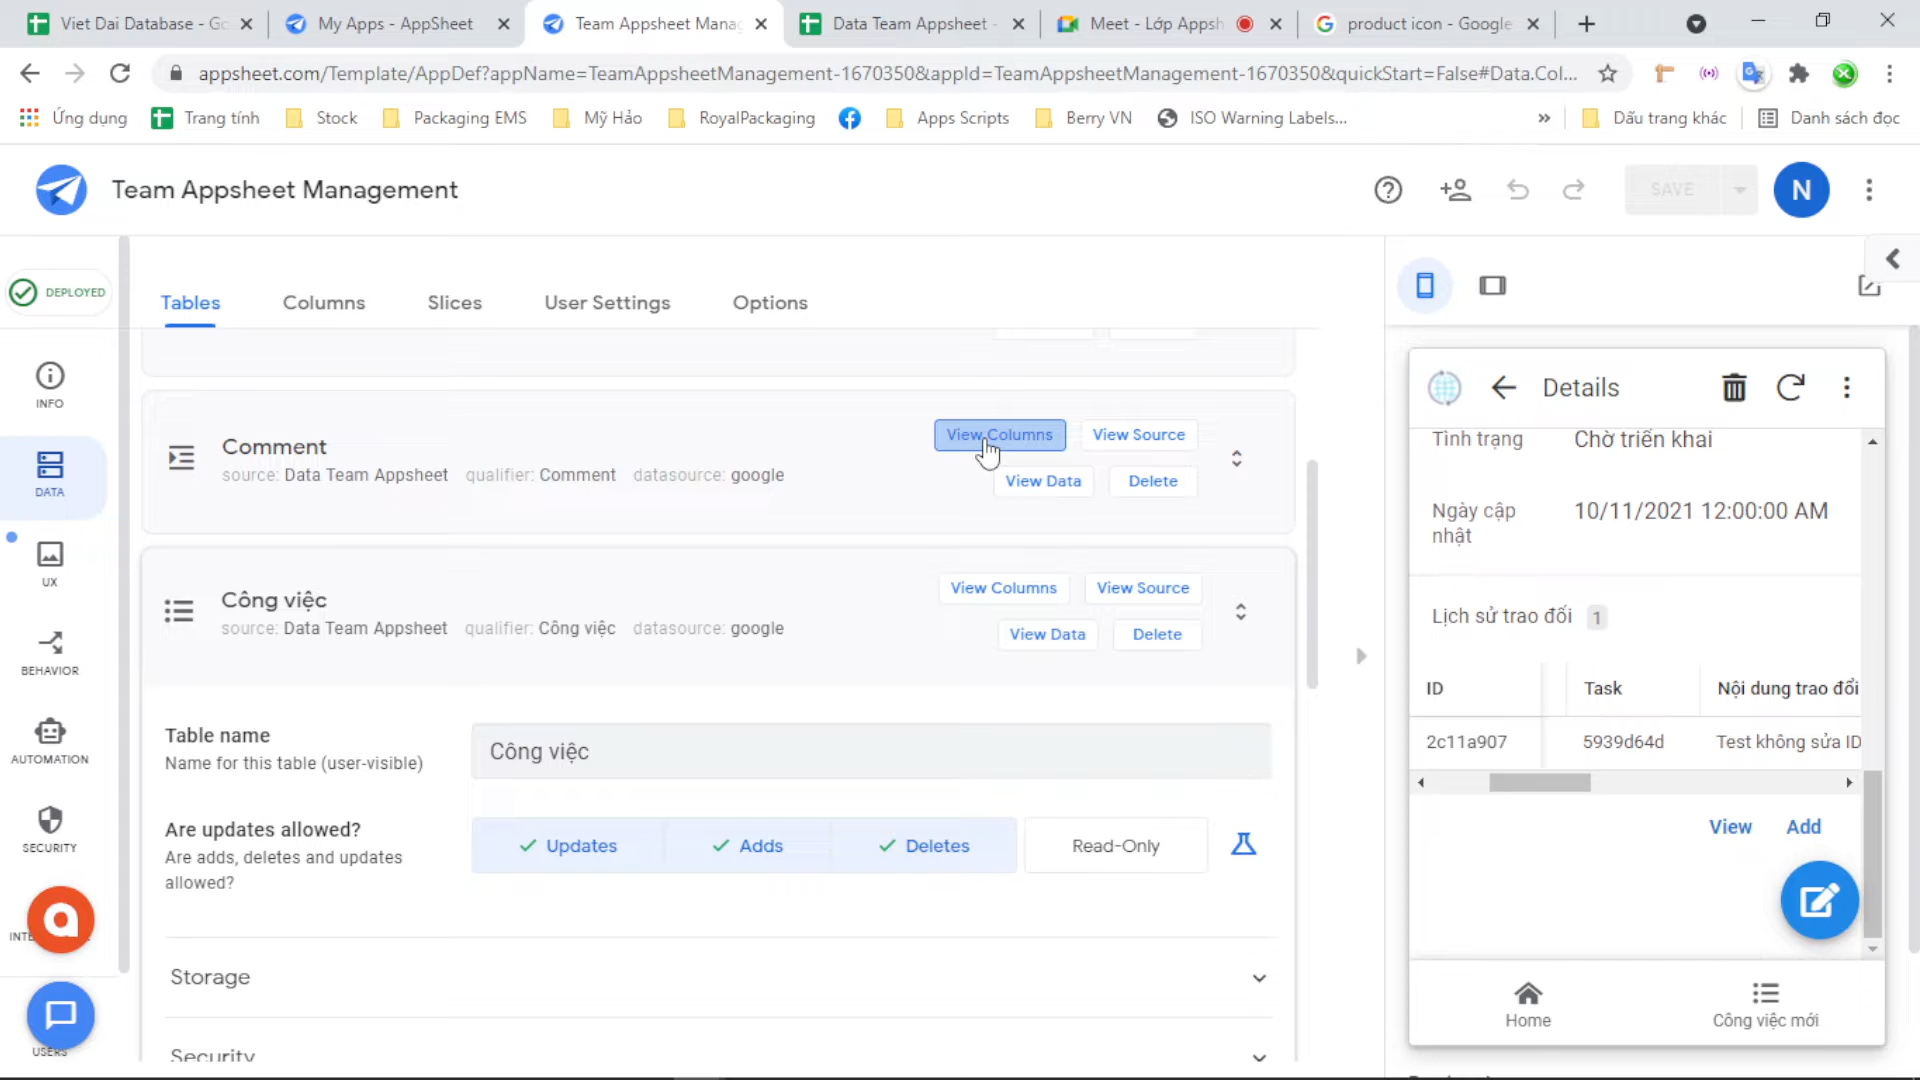 Viet Dai Database - Go
My Apps - AppSheet
Team Appsheet Manag
Data Team Appsheet -
Meet - Lớp Appsh
product icon - Google
appsheet.com/Template/AppDef?appName=TeamAppsheetManagement-1670350&appId=TeamAppsheetManagement-1670350&quickStart=False#Data.Col...
Ứng dụng
Trang tính
Stock
Packaging EMS
Mỹ Hảo
RoyalPackaging
Apps Scripts
Berry VN
ISO Warning Labels...
»
Dấu trang khác
Danh sách đọc
Team Appsheet Management
SAVE
N
DEPLOYED
Tables
Columns
Slices
User Settings
Options
INFO
DATA
UX
BEHAVIOR
AUTOMATION
SECURITY
INTE
USERS
Comment
source: Data Team Appsheet qualifier: Comment datasource: google
View Columns
View Source
View Data
Delete
Công việc
source: Data Team Appsheet qualifier: Công việc datasource: google
View Columns
View Source
View Data
Delete
Table name
Name for this table (user-visible)
Công việc
Are updates allowed?
Are adds, deletes and updates
allowed?
Updates
Adds
Deletes
Read-Only
Storage
Security
Details
Tình trạng
Chờ triển khai
Ngày cập
nhật
10/11/2021 12:00:00 AM
Lịch sử trao đổi 1
ID
Task
Nội dung trao đổi
2c11a907
5939d64d
Test không sửa ID
View
Add
Home
Công việc mới